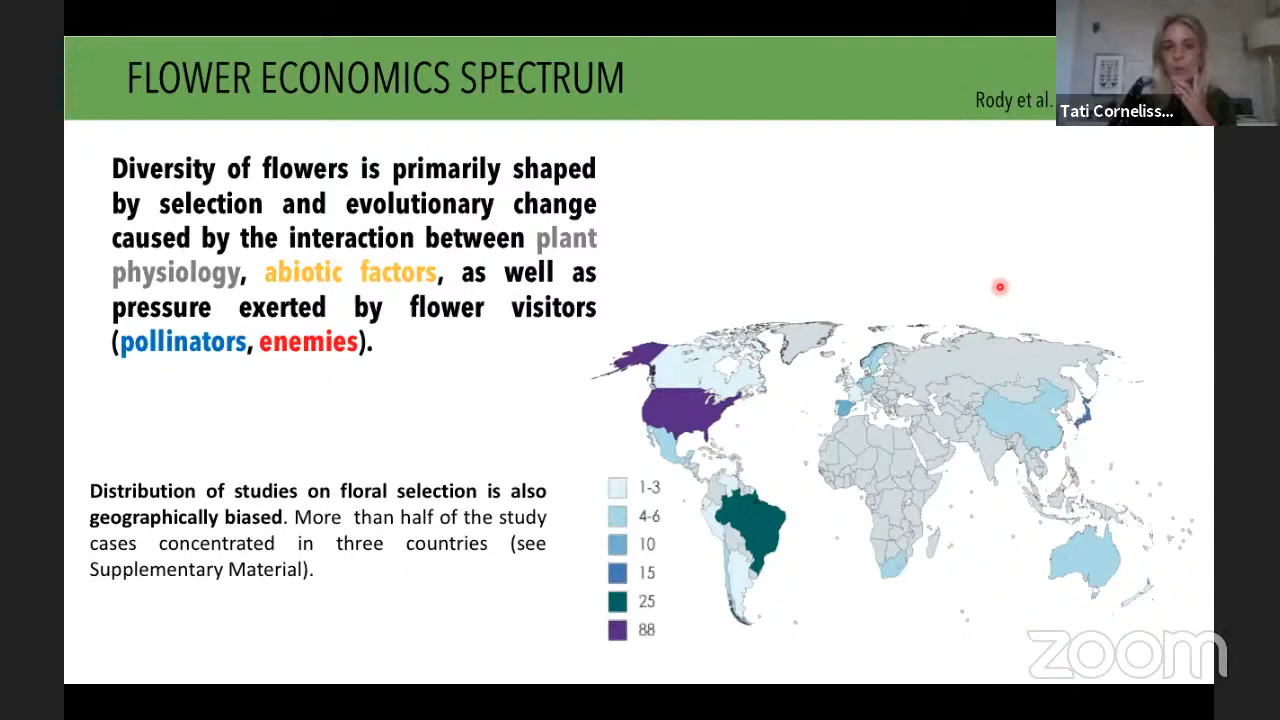 FLOWER ECONOMICS SPECTRUM
Rody et al.
Tati Corneliss...
Diversity of flowers is primarily shaped
by selection and evolutionary change
caused by the interaction between plant
physiology, abiotic factors, as well as
pressure exerted by flower visitors
(pollinators, enemies).
Distribution of studies on floral selection is also
geographically biased. More than half of the study
cases concentrated in three countries (see
Supplementary Material).
1-3
4-6
10
15
25
88
zoom